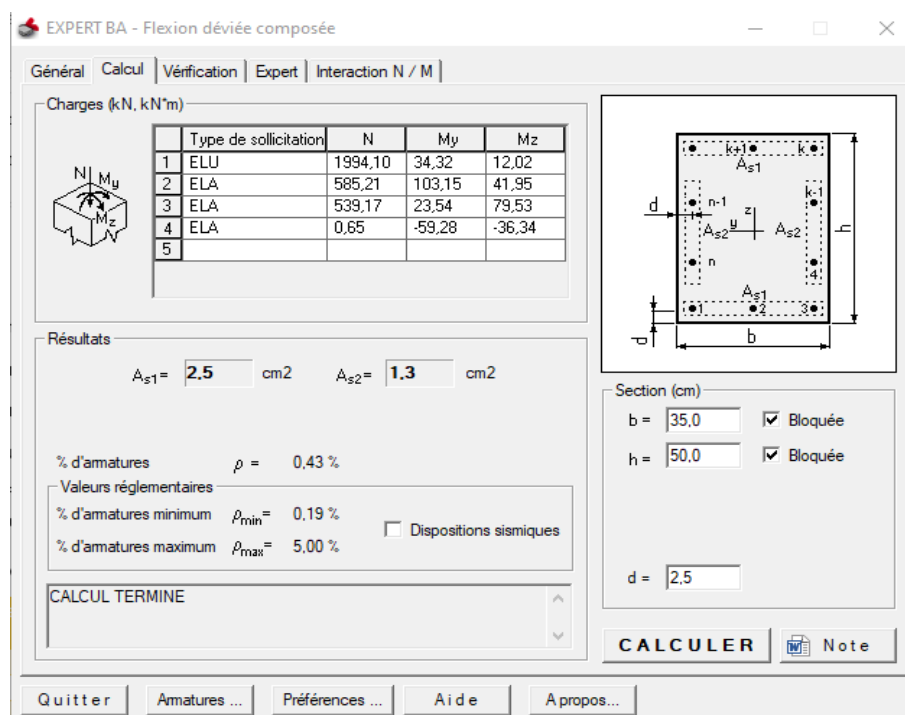 EXPERT BA - Flexion déviée composée
Général Calcul Vérification Expert Interaction N / M
Charges (kN, kN*m)
Type de sollicitation N My Mz
1 ELU 1994,10 34,32 12,02
2 ELA 585,21 103,15 41,95
3 ELA 539,17 23,54 79,53
4 ELA 0,65 -59,28 -36,34
5
N My
Mz
k+1 k
As1
d n-1 z k-1
As2 y As2 h
n 4
As1
1 2 3
d b
Résultats
As1= 2,5 cm2 As2= 1,3 cm2
% d'armatures ρ = 0,43 %
Valeurs réglementaires
% d'armatures minimum ρmin= 0,19 %
Dispositions sismiques
% d'armatures maximum ρmax= 5,00 %
CALCUL TERMINE
Section (cm)
b = 35,0 Bloquée
h = 50,0 Bloquée
d = 2,5
CALCULER Note
Quitter Armatures ... Préférences ... Aide A propos...